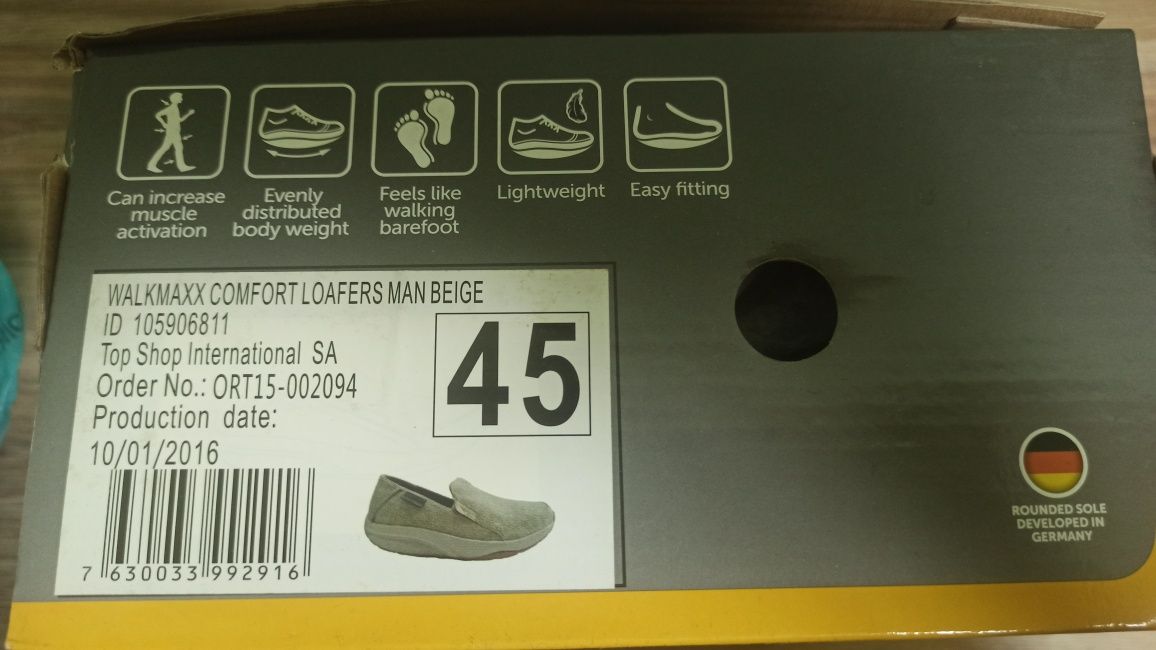 Can increase
muscle
activation
Evenly
distributed
body weight
Feels like
walking
barefoot
Lightweight
Easy fitting
WALKMAXX COMFORT LOAFERS MAN BEIGE
ID 105906811
Top Shop International SA
Order No.: ORT15-002094
Production date:
10/01/2016
45
7 630033 992916
ROUNDED SOLE
DEVELOPED IN
GERMANY